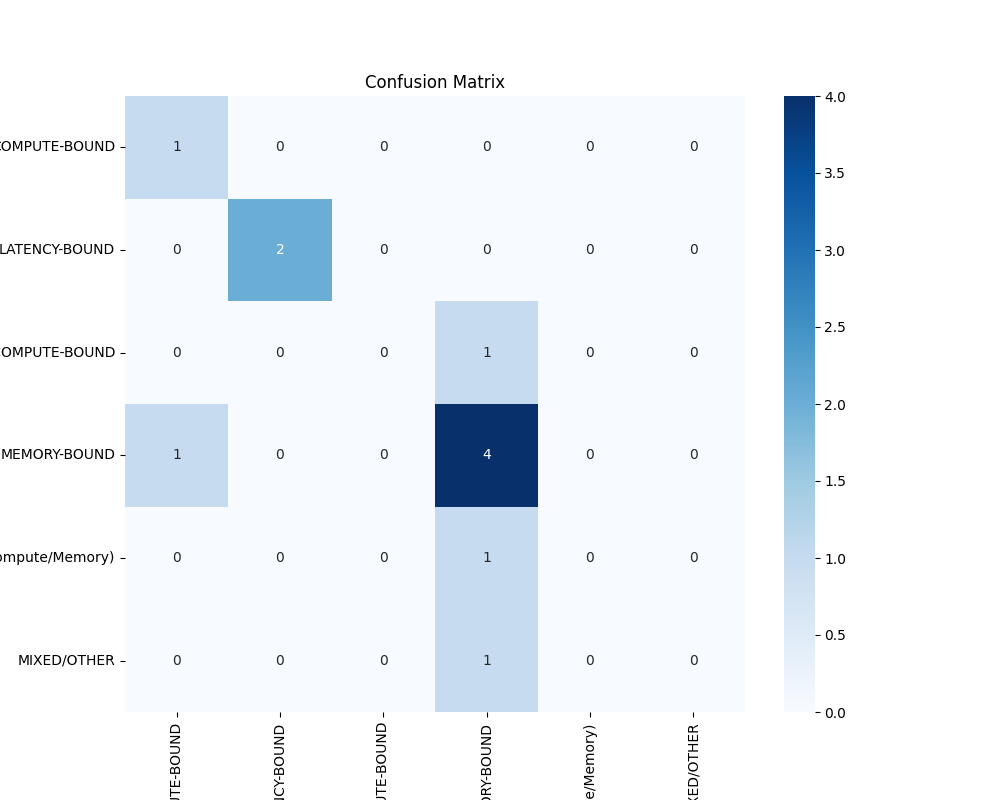 Confusion Matrix
COMPUTE-BOUND 1 0 0 0 0 0
LATENCY-BOUND 0 2 0 0 0 0
COMPUTE-BOUND 0 0 0 1 0 0
MEMORY-BOUND 1 0 0 4 0 0
ompute/Memory) 0 0 0 1 0 0
MIXED/OTHER 0 0 0 1 0 0
UTE-BOUND
NCY-BOUND
UTE-BOUND
ORY-BOUND
e/Memory)
XED/OTHER
4.0
3.5
3.0
2.5
2.0
1.5
1.0
0.5
0.0